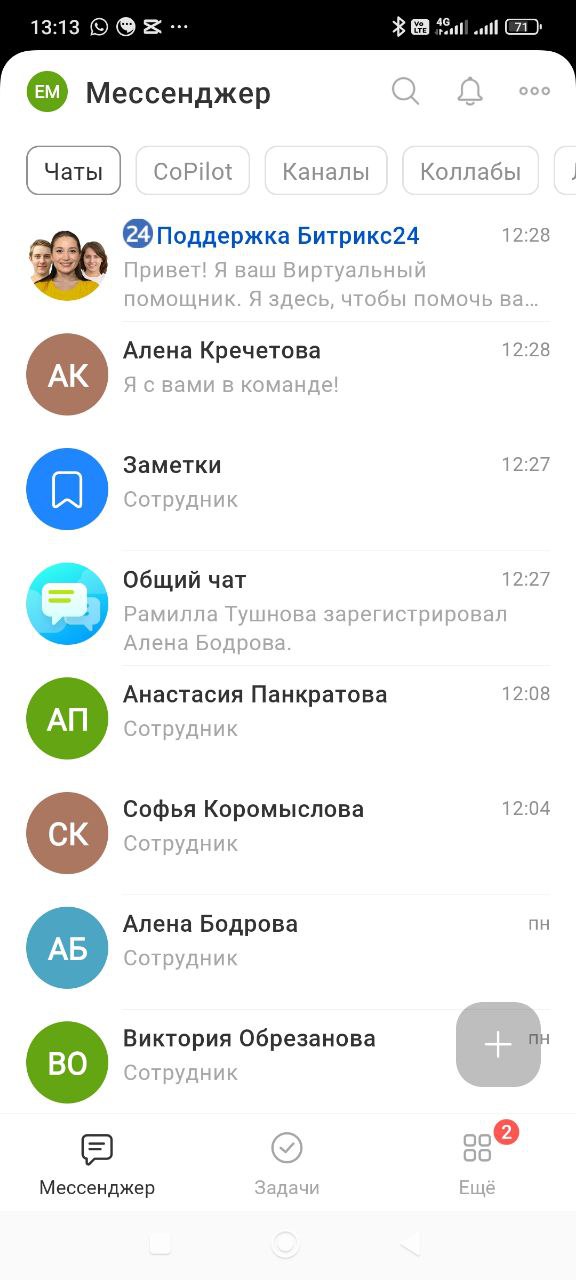 13:13
Vo LTE
4G
71
ЕМ
Мессенджер
Чаты
CoPilot
Каналы
Коллабы
24 Поддержка Битрикс24
12:28
Привет! Я ваш Виртуальный
помощник. Я здесь, чтобы помочь ва...
АК
Алена Кречетова
12:28
Я с вами в команде!
Заметки
12:27
Сотрудник
Общий чат
12:27
Рамилла Тушнова зарегистрировал
Алена Бодрова.
АП
Анастасия Панкратова
12:08
Сотрудник
СК
Софья Коромыслова
12:04
Сотрудник
АБ
Алена Бодрова
пн
Сотрудник
ВО
Виктория Обрезанова
пн
Сотрудник
2
Мессенджер
Задачи
Ещё